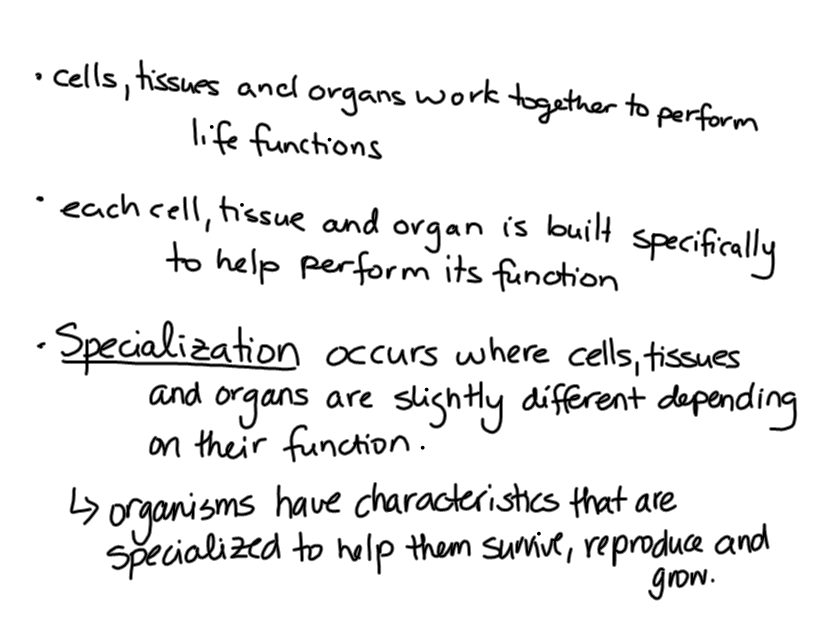 • cells, tissues and organs work together to perform
life functions
• each cell, tissue and organ is built specifically
to help perform its function
• Specialization occurs where cells, tissues
and organs are slightly different depending
on their function.
↳ organisms have characteristics that are
specialized to help them survive, reproduce and
grow.